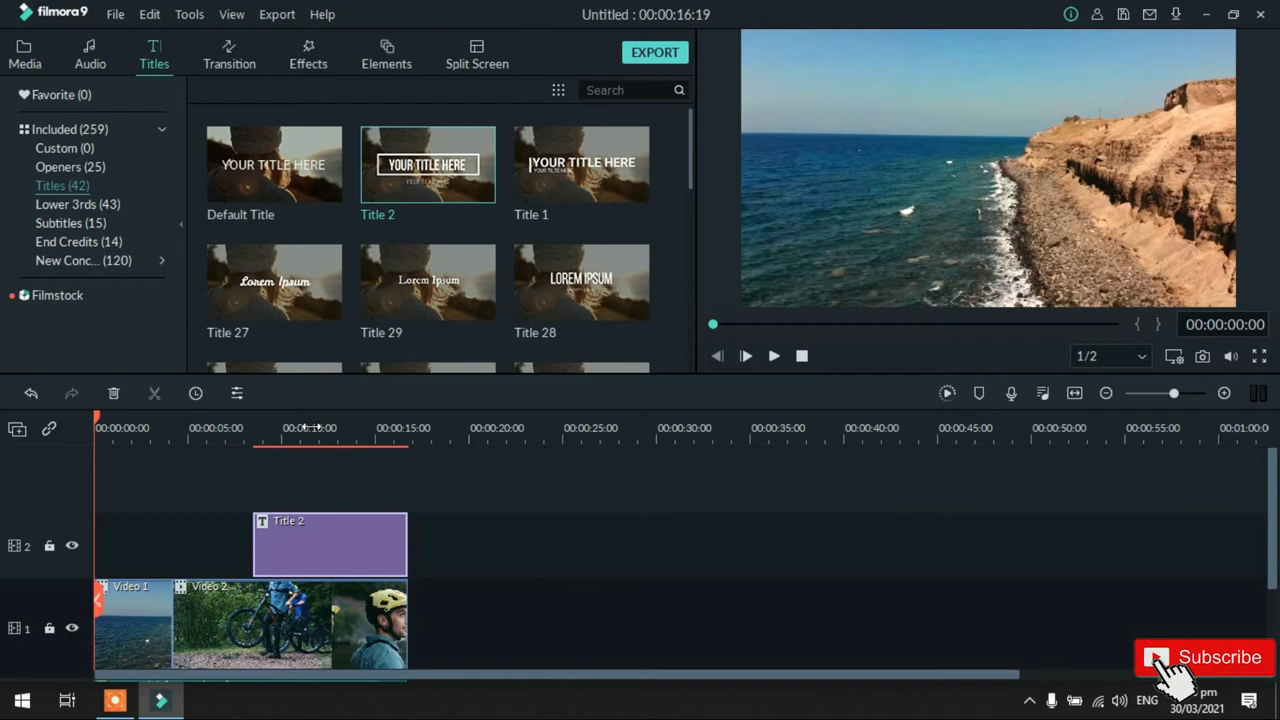 filmora9
File Edit Tools View Export Help
Untitled : 00:00:16:19
Media Audio Titles Transition Effects Elements Split Screen
EXPORT
Favorite (0)
Search
Included (259)
Custom (0)
Openers (25)
Titles (42)
Lower 3rds (43)
Subtitles (15)
End Credits (14)
New Conc... (120)
Filmstock
YOUR TITLE HERE
Default Title
YOUR TITLE HERE
Title 2
YOUR TITLE HERE
Title 1
Lorem Ipsum
Title 27
Lorem Ipsum
Title 29
LOREM IPSUM
Title 28
00:00:00:00
1/2
00:00:00:00 00:00:05:00 00:00:15:00 00:00:20:00 00:00:25:00 00:00:30:00 00:00:35:00 00:00:40:00 00:00:45:00 00:00:50:00 00:00:55:00 00:01:00:0
T Title 2
2
Video 1 Video 2
1
Subscribe
ENG
pm
30/03/2021